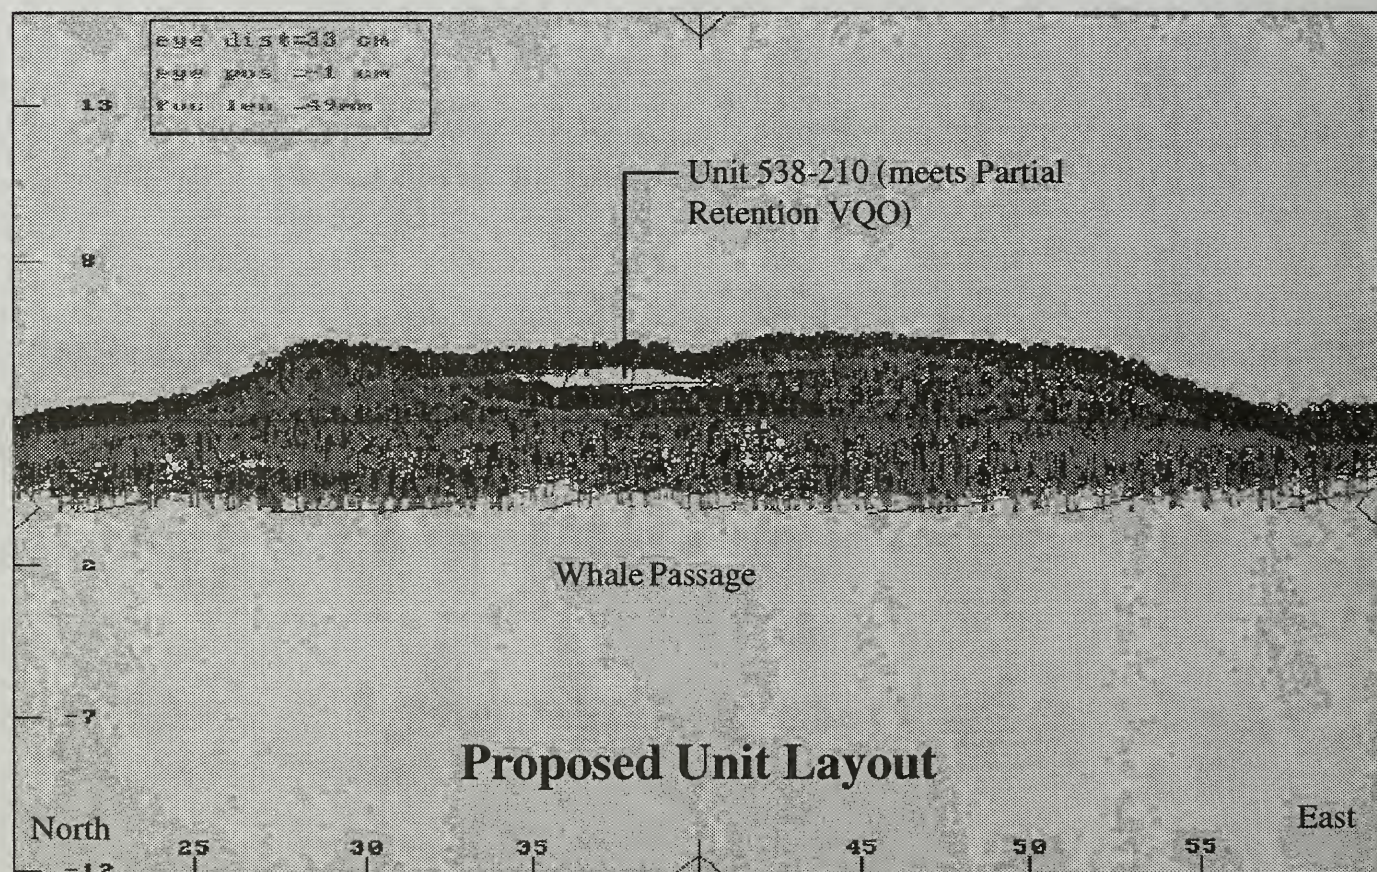 eye dist=33 cm
eye pos =-1 cm
13
Unit 538-210 (meets Partial
Retention VQO)
8
2
Whale Passage
-7
Proposed Unit Layout
North
East
25
30
35
45
50
55
-12